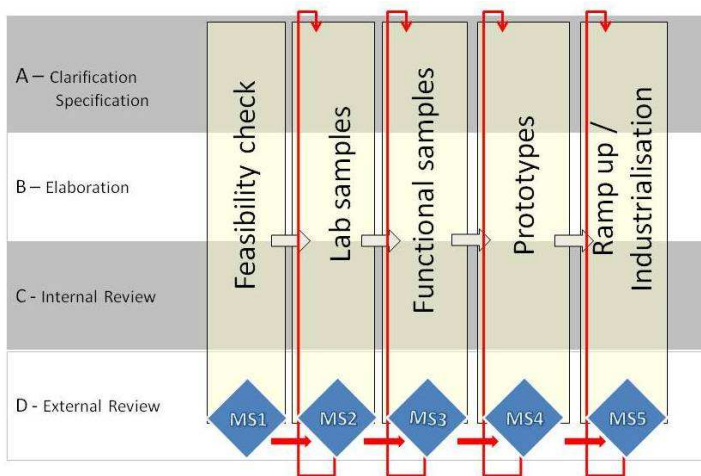 A – Clarification
Specification
B – Elaboration
C - Internal Review
D - External Review
Feasibility check
Lab samples
Functional samples
Prototypes
Ramp up /
Industrialisation
MS1
MS2
MS3
MS4
MS5